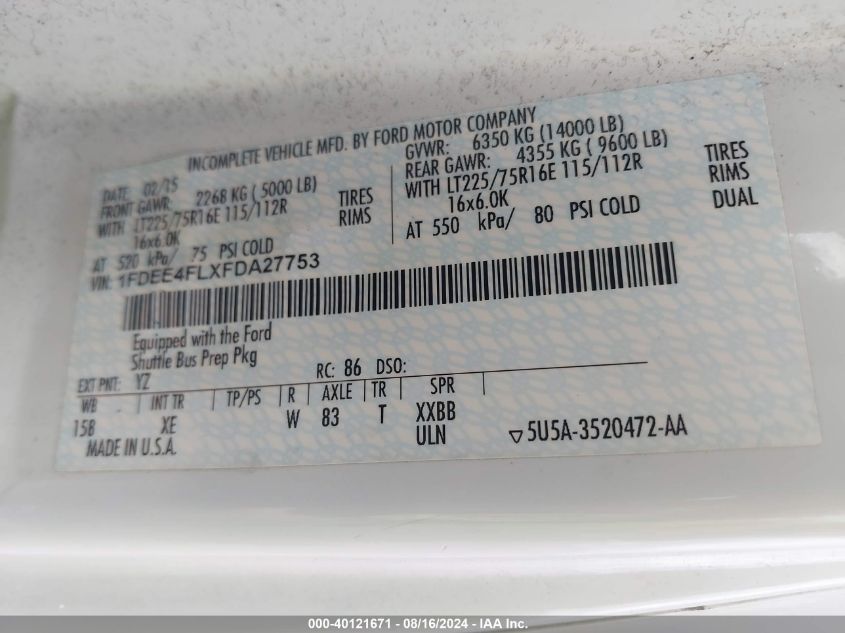 INCOMPLETE VEHICLE MFD. BY FORD MOTOR COMPANY
DATE: 02/15
FRONT GAWR: 2268 KG ( 5000 LB)
WITH LT225/75R16E 115/112R TIRES
16x6.0K RIMS
AT 520 kPa/ 75 PSI COLD
GVWR: 6350 KG (14000 LB)
REAR GAWR: 4355 KG ( 9600 LB)
WITH LT225/75R16E 115/112R TIRES
16x6.0K RIMS
AT 550 kPa/ 80 PSI COLD DUAL
VIN: 1FDEE4FLXFDA27753
Equipped with the Ford
Shuttle Bus Prep Pkg
EXT PNT: YZ RC: 86 DSO:
WB INT TR TP/PS R AXLE TR SPR
158 XE W 83 T XXBB
ULN
MADE IN U.S.A. ▽5U5A-3520472-AA
000-40121671 - 08/16/2024 - IAA Inc.